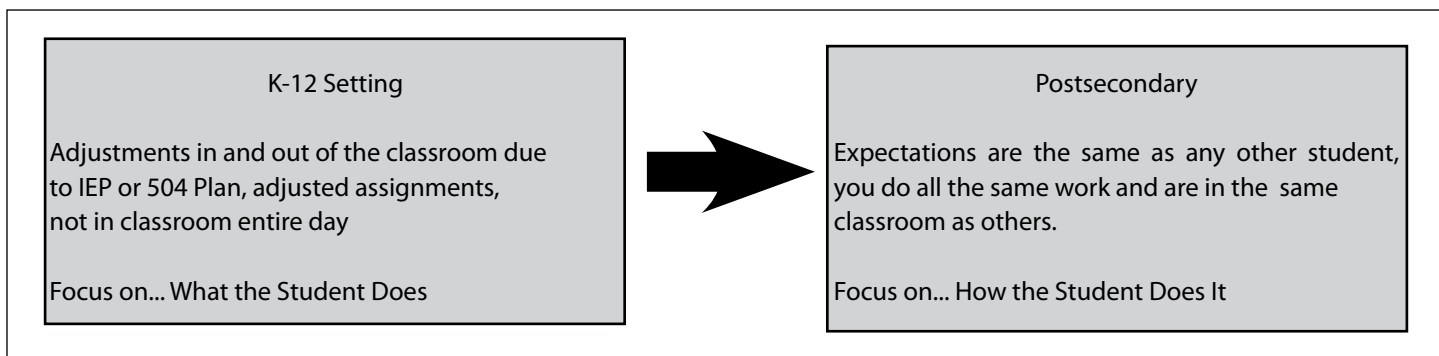 K-12 Setting
Adjustments in and out of the classroom due
to IEP or 504 Plan, adjusted assignments,
not in classroom entire day
Focus on... What the Student Does
Postsecondary
Expectations are the same as any other student,
you do all the same work and are in the same
classroom as others.
Focus on... How the Student Does It